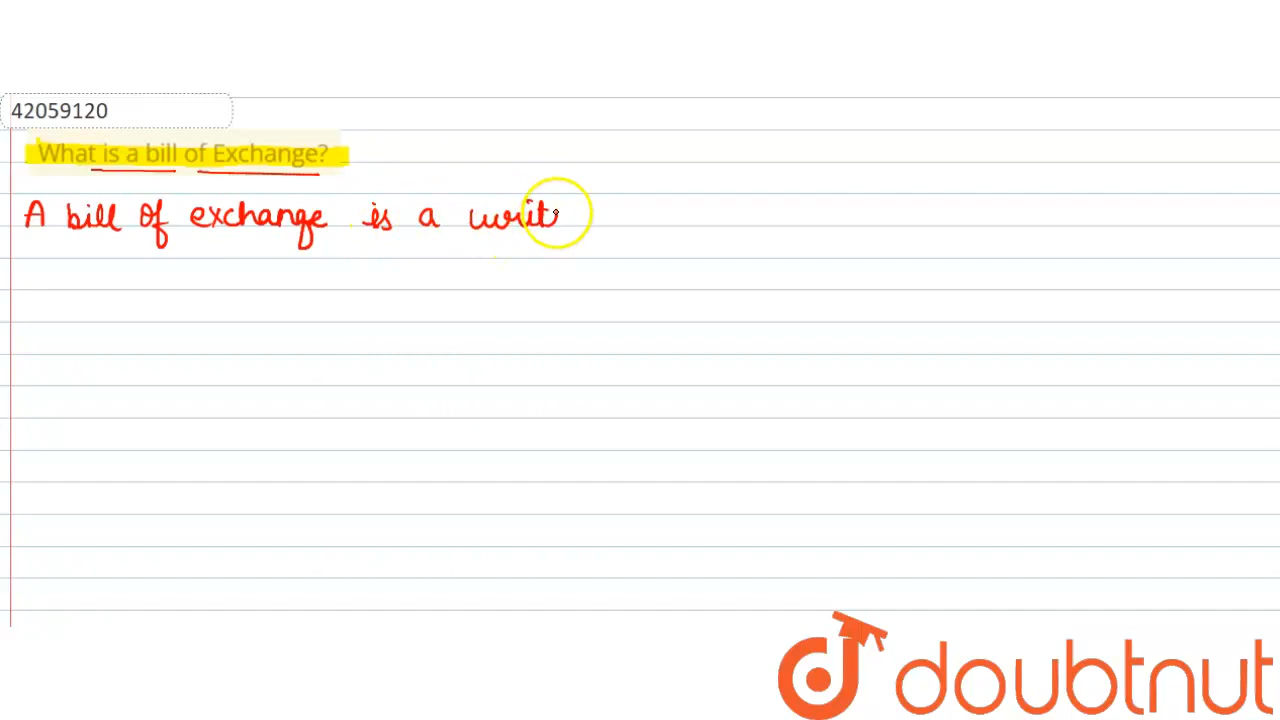 42059120
What is a bill of Exchange?
A bill of exchange is a writ
doubtnut